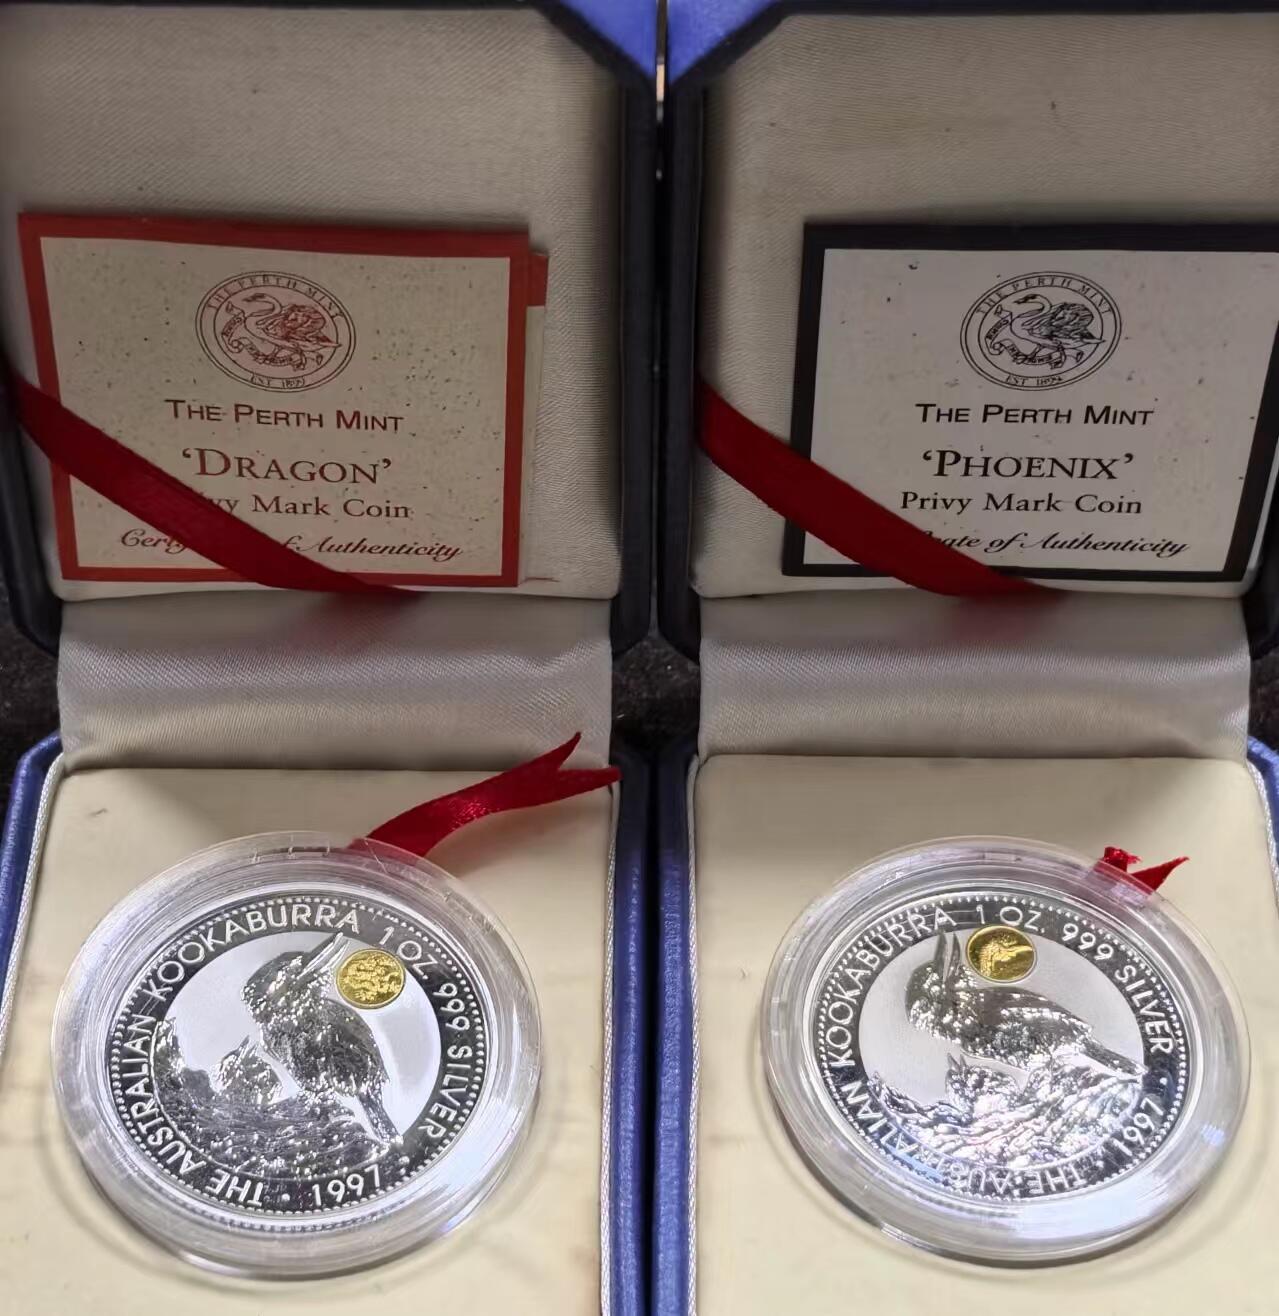 THE PERTH MINT
EST 1899
THE PERTH MINT
'DRAGON'
Mark Coin
of Authenticity
THE PERTH MINT
EST 1899
THE PERTH MINT
'PHOENIX'
Privy Mark Coin
of Authenticity
THE AUSTRALIAN KOOKABURRA 1 OZ. 999 SILVER · 1997 ·
THE AUSTRALIAN KOOKABURRA 1 OZ. 999 SILVER · 1997 ·